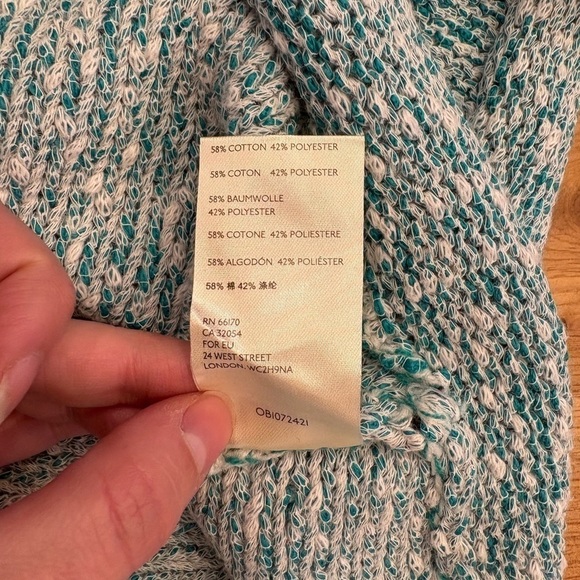 58% COTTON 42% POLYESTER
58% COTON 42% POLYESTER
58% BAUMWOLLE
42% POLYESTER
58% COTONE 42% POLIESTERE
58% ALGODÓN 42% POLIÉSTER
58% 棉 42% 涤纶
RN 66170
CA 32054
FOR EU
24 WEST STREET
LONDON, WC2H9NA
OB1072421